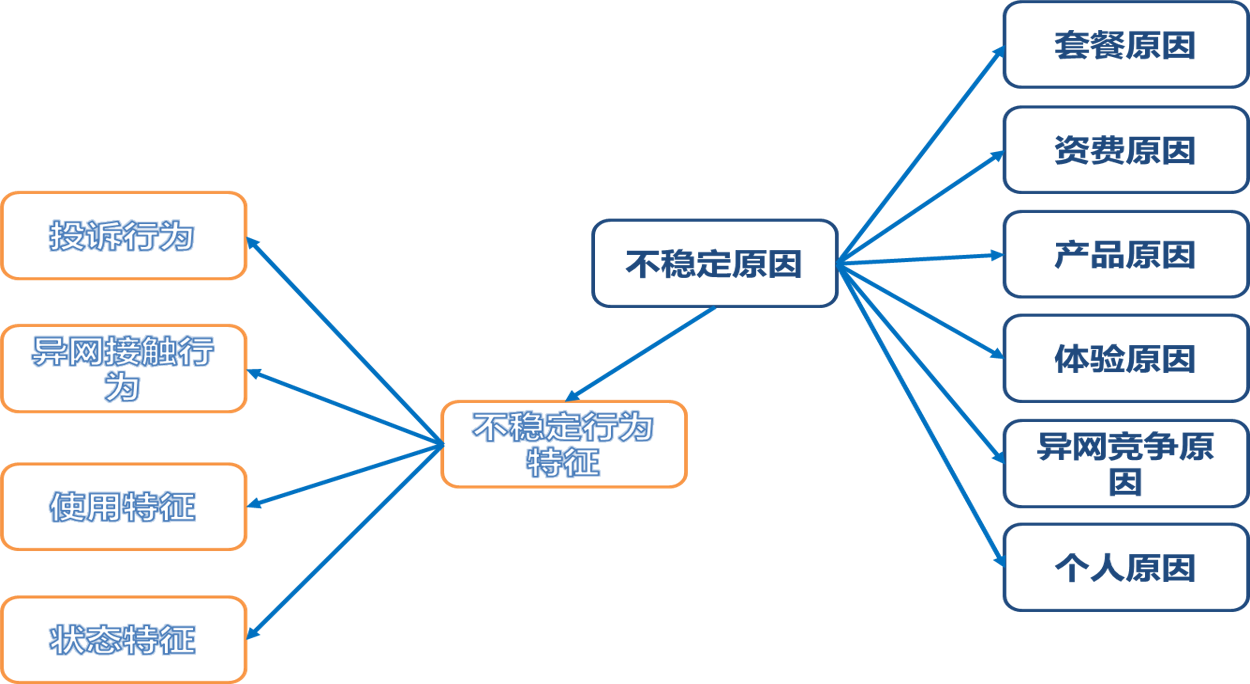 套餐原因
资费原因
产品原因
体验原因
异网竞争原
因
个人原因
不稳定原因
不稳定行为
特征
投诉行为
异网接触行
为
使用特征
状态特征